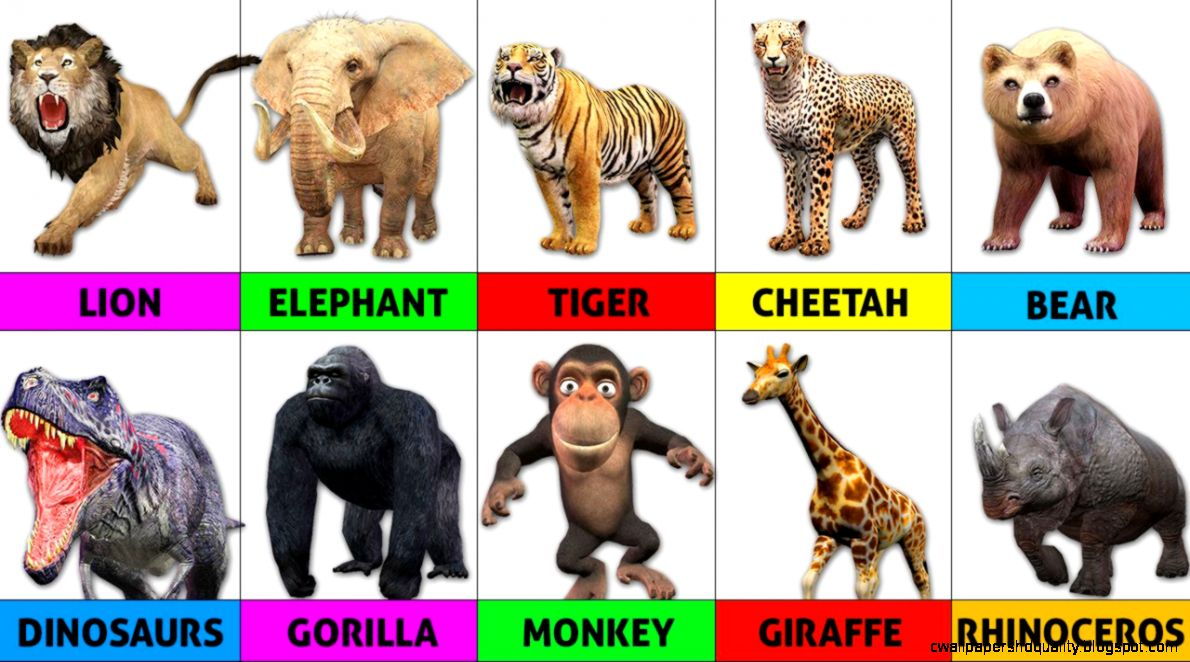 LION
ELEPHANT
TIGER
CHEETAH
BEAR
DINOSAURS
GORILLA
MONKEY
GIRAFFE
RHINOCEROS
cwallpapershdquality.blogspot.com